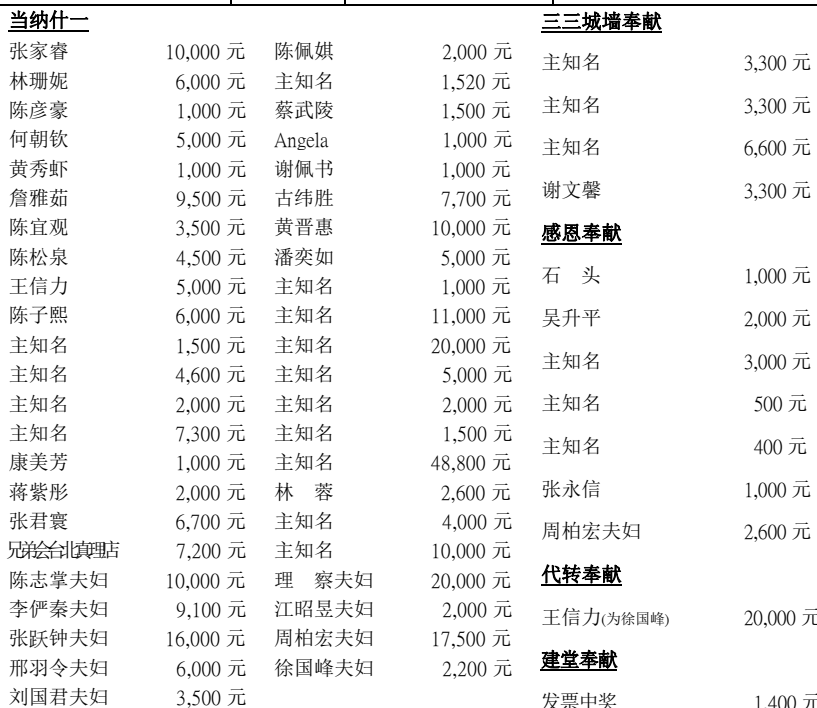 当纳什一
张家睿 10,000 元 陈佩娸 2,000 元
林珊妮 6,000 元 主知名 1,520 元
陈彦豪 1,000 元 蔡武陵 1,500 元
何朝钦 5,000 元 Angela 1,000 元
黄秀虾 1,000 元 谢佩书 1,000 元
詹雅茹 9,500 元 古纬胜 7,700 元
陈宜观 3,500 元 黄晋惠 10,000 元
陈松泉 4,500 元 潘奕如 5,000 元
王信力 5,000 元 主知名 1,000 元
陈子熙 6,000 元 主知名 11,000 元
主知名 1,500 元 主知名 20,000 元
主知名 4,600 元 主知名 5,000 元
主知名 2,000 元 主知名 2,000 元
主知名 7,300 元 主知名 1,500 元
康美芳 1,000 元 主知名 48,800 元
蒋紫彤 2,000 元 林　蓉 2,600 元
张君寰 6,700 元 主知名 4,000 元
兄弟会台北真理店 7,200 元 主知名 10,000 元
陈志掌夫妇 10,000 元 理　察夫妇 20,000 元
李俨秦夫妇 9,100 元 江昭昱夫妇 2,000 元
张跃钟夫妇 16,000 元 周柏宏夫妇 17,500 元
邢羽令夫妇 6,000 元 徐国峰夫妇 2,200 元
刘国君夫妇 3,500 元
三三城墙奉献
主知名 3,300 元
主知名 3,300 元
主知名 6,600 元
谢文馨 3,300 元
感恩奉献
石　头 1,000 元
吴升平 2,000 元
主知名 3,000 元
主知名 500 元
主知名 400 元
张永信 1,000 元
周柏宏夫妇 2,600 元
代转奉献
王信力(为徐国峰) 20,000 元
建堂奉献
发票中奖 1,400 元